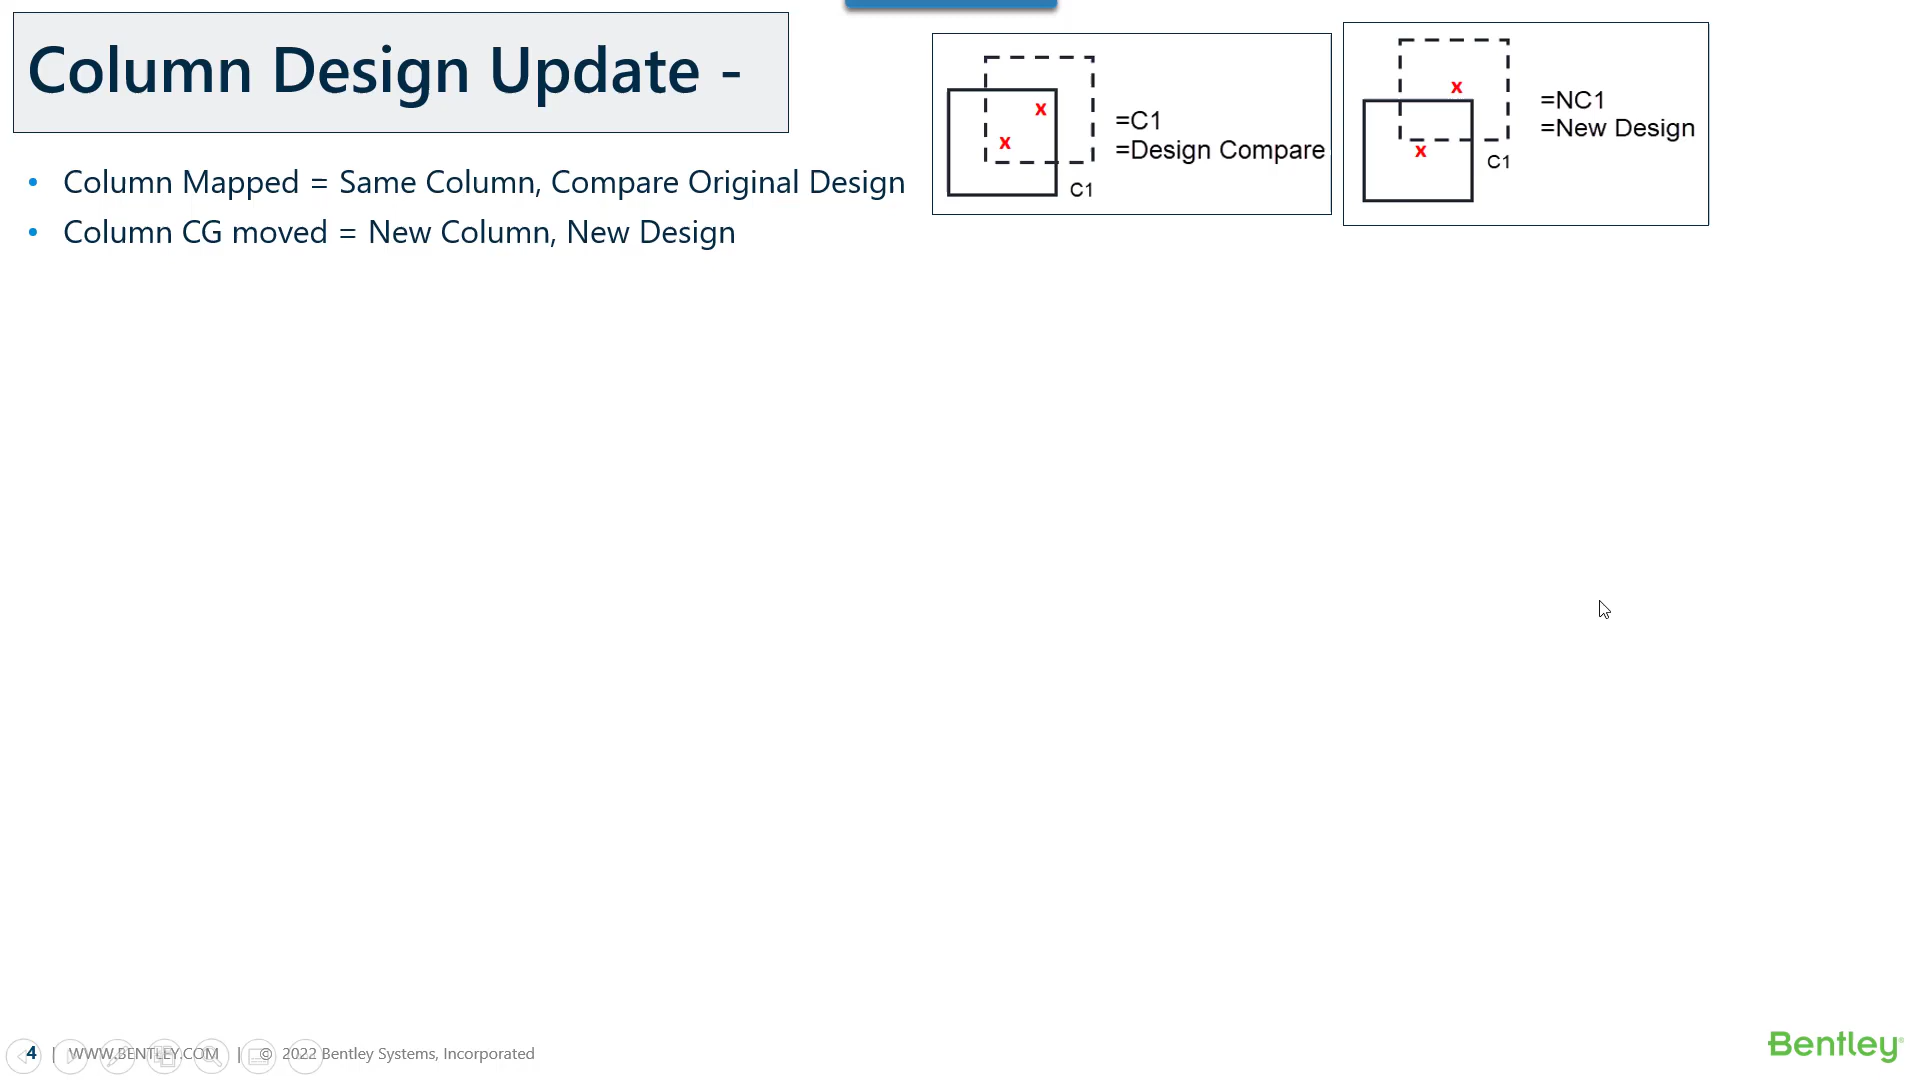 Column Design Update -
• Column Mapped = Same Column, Compare Original Design
• Column CG moved = New Column, New Design
x
x
=C1
=Design Compare
C1
x
x
=NC1
=New Design
C1
4 | WWW.BENTLEY.COM | © 2022 Bentley Systems, Incorporated
Bentley®